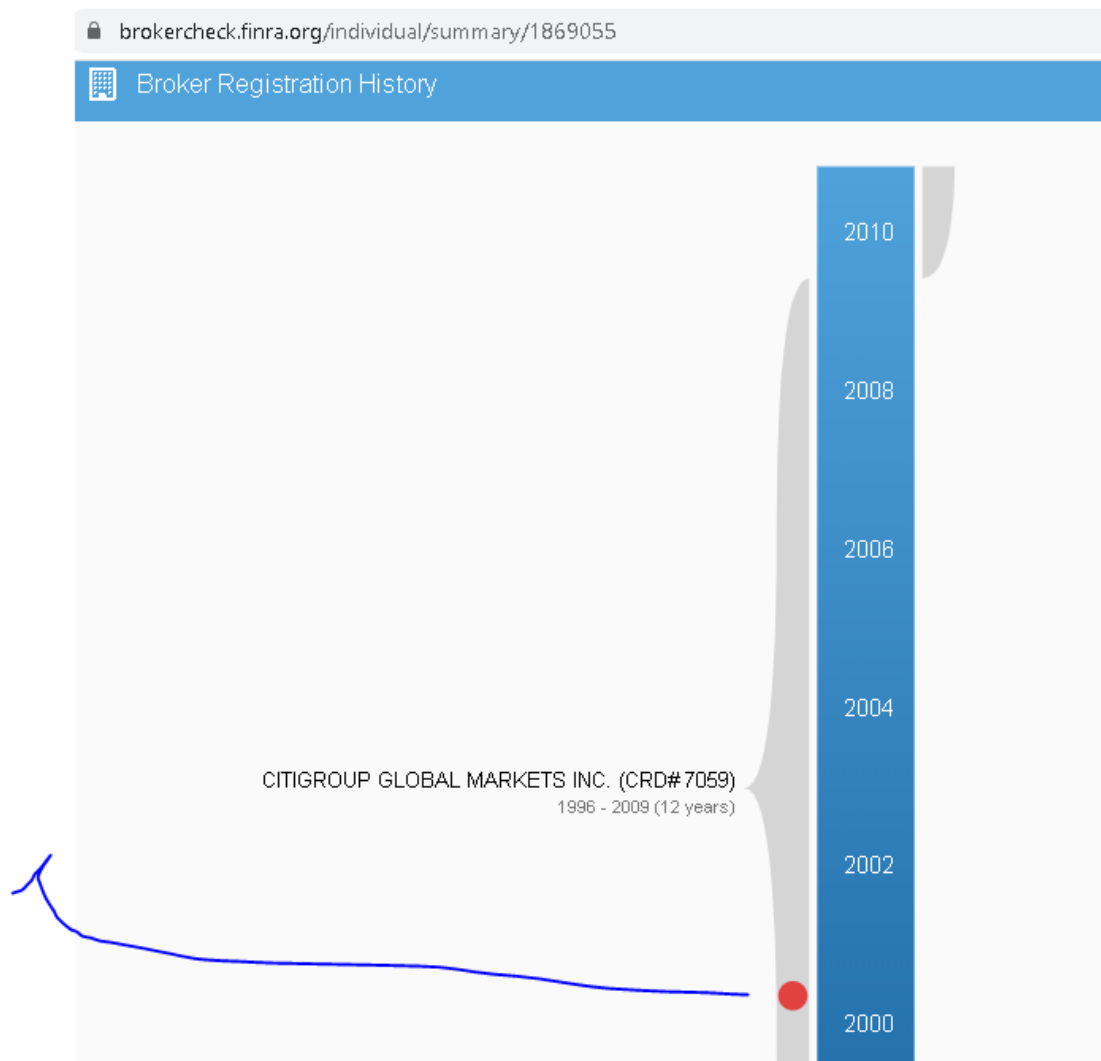 brokercheck.finra.org/individual/summary/1869055
Broker Registration History
2010
2008
2006
2004
CITIGROUP GLOBAL MARKETS INC. (CRD#7059)
1996 - 2009 (12 years)
2002
2000